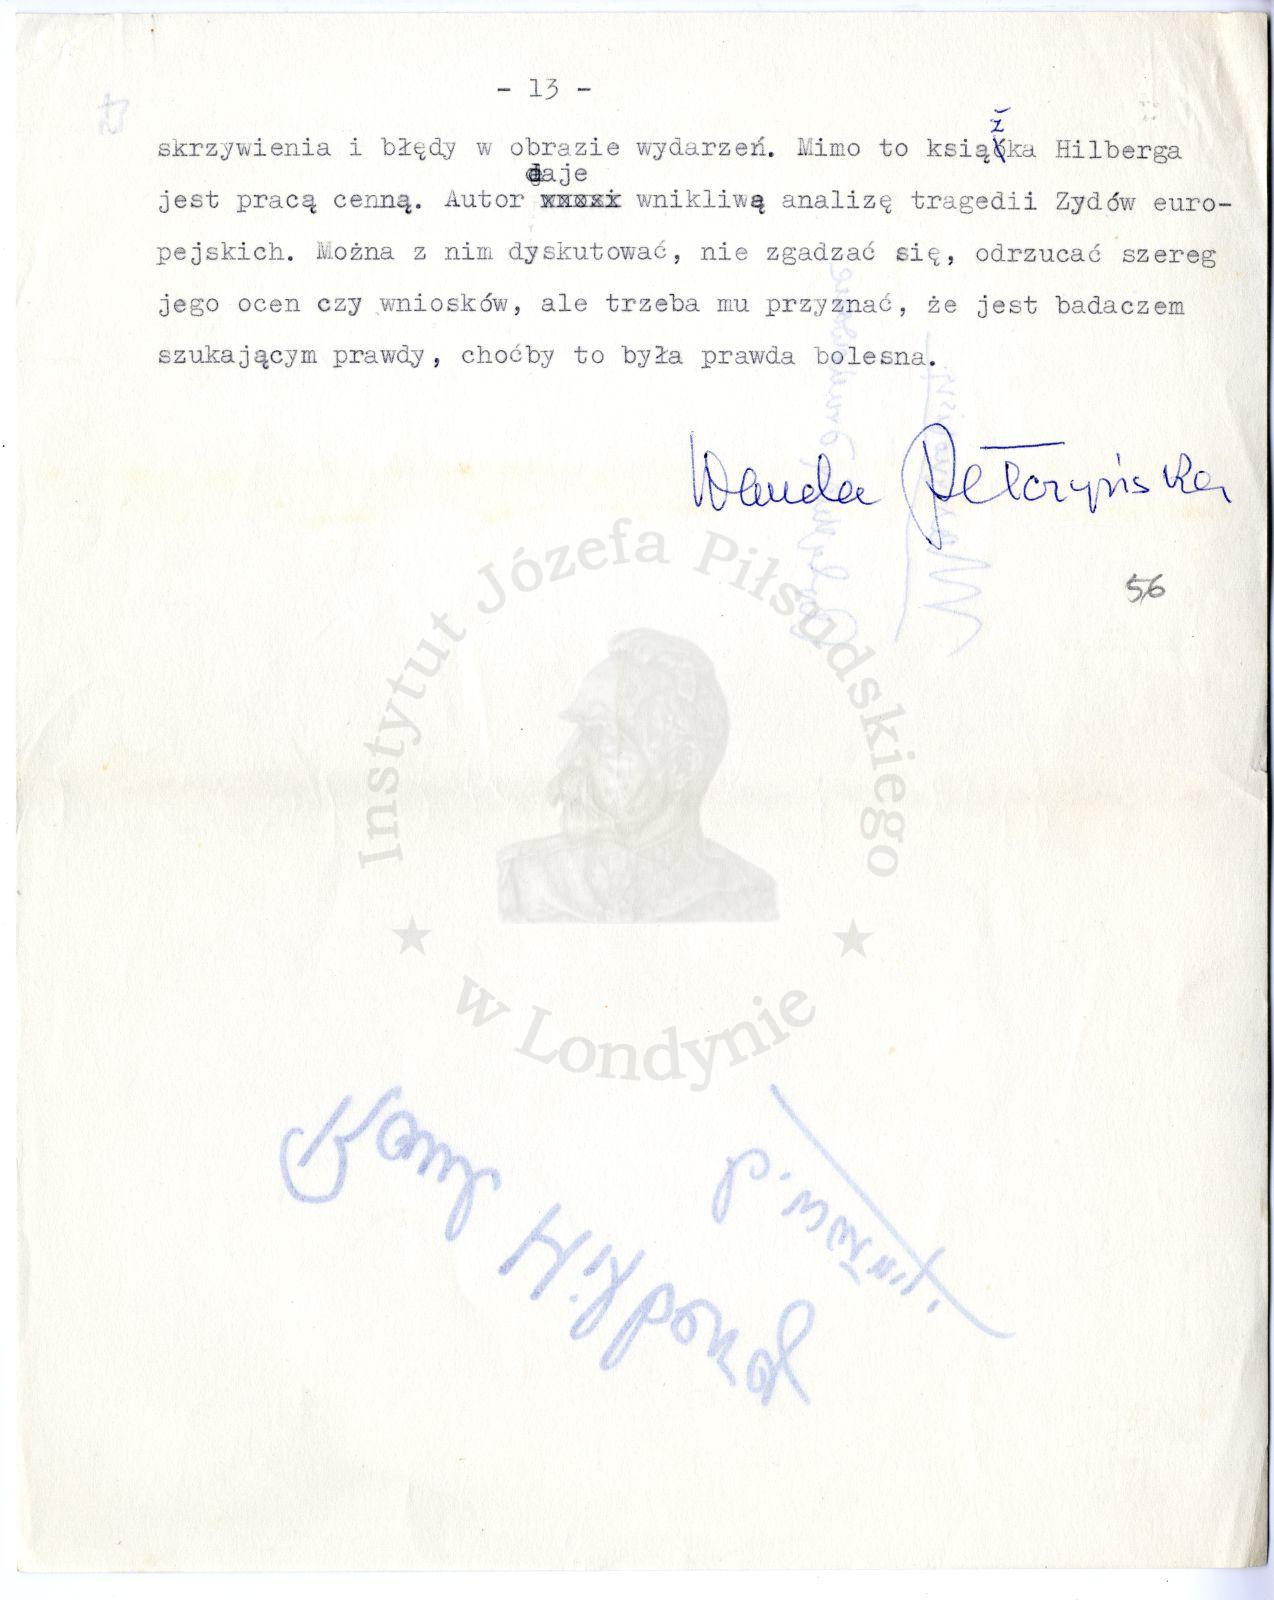 - 13 -
skrzywienia i błędy w obrazie wydarzeń. Mimo to książka Hilberga
daje
jest pracą cenną. Autor xxxxx wnikliwą analizę tragedii Zydów euro-
pejskich. Można z nim dyskutować, nie zgadzać się, odrzucać szereg
jego ocen czy wniosków, ale trzeba mu przyznać, że jest badaczem
szukającym prawdy, choćby to była prawda bolesna.
Wanda Pełczyńska
56
Instytut Józefa Piłsudskiego
w Londynie